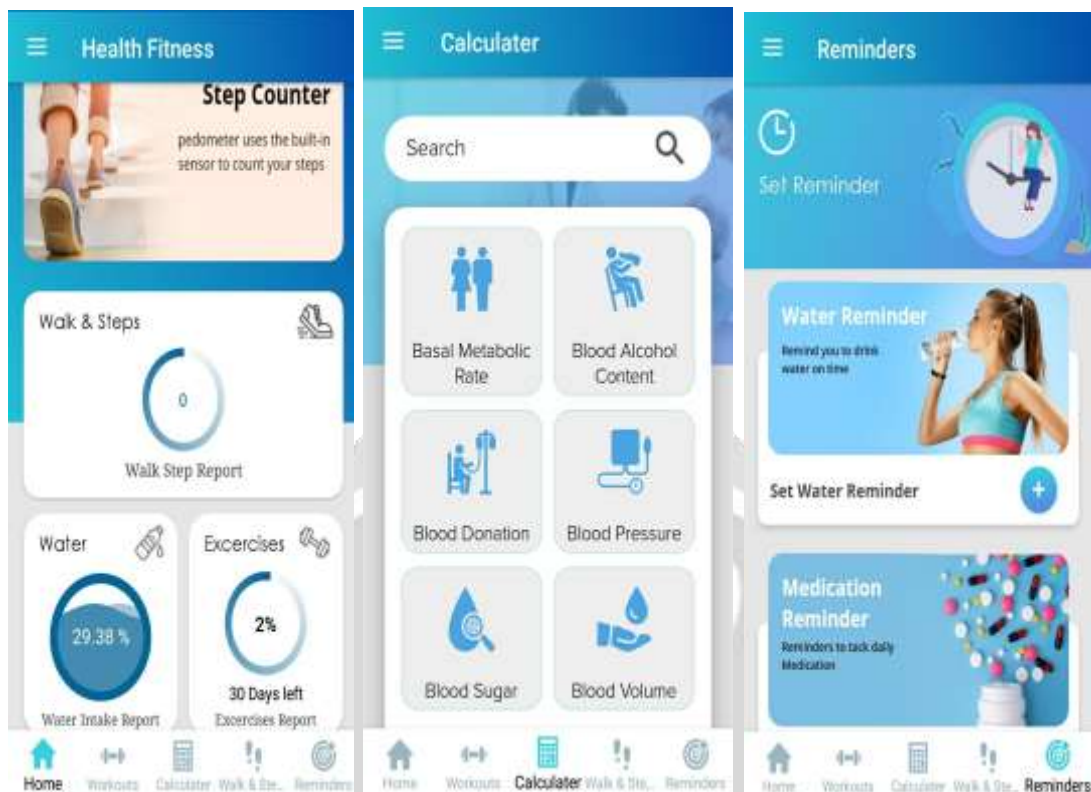 Health Fitness
Step Counter
pedometer uses the built-in
sensor to count your steps
Walk & Steps
0
Walk Step Report
Water
29.38 %
Water Intake Report
Excercises
2%
30 Days left
Excercises Report
Home
Workouts
Calculater
Walk & Ste...
Reminders
Calculater
Search
Basal Metabolic
Rate
Blood Alcohol
Content
Blood Donation
Blood Pressure
Blood Sugar
Blood Volume
Home
Workouts
Calculater
Walk & Ste...
Reminders
Reminders
Set Reminder
Water Reminder
Remind you to drink
water on time
Set Water Reminder
Medication
Reminder
Reminders to tack daily
Medication
Home
Workouts
Calculater
Walk & Ste...
Reminders